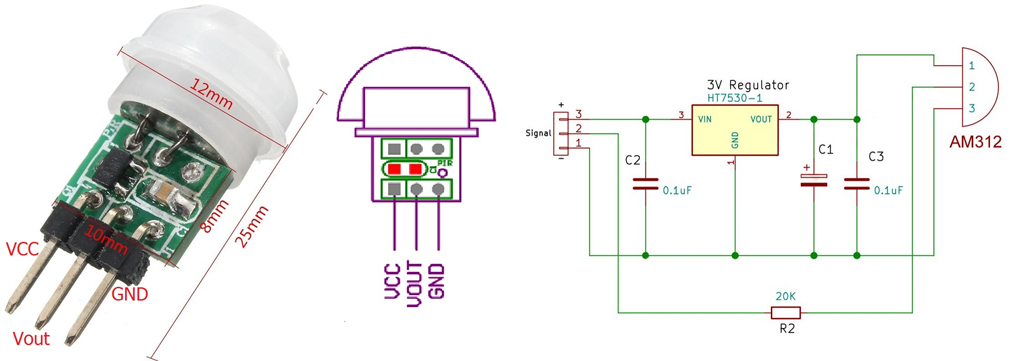 12mm
8mm
25mm
10mm
VCC
GND
Vout
PIR
VCC
VOUT
GND
3V Regulator
HT7530-1
VIN
VOUT
GND
3
2
1
Signal
+
3
2
1
−
C2
0.1uF
C1
+
C3
0.1uF
20K
R2
1
2
3
AM312